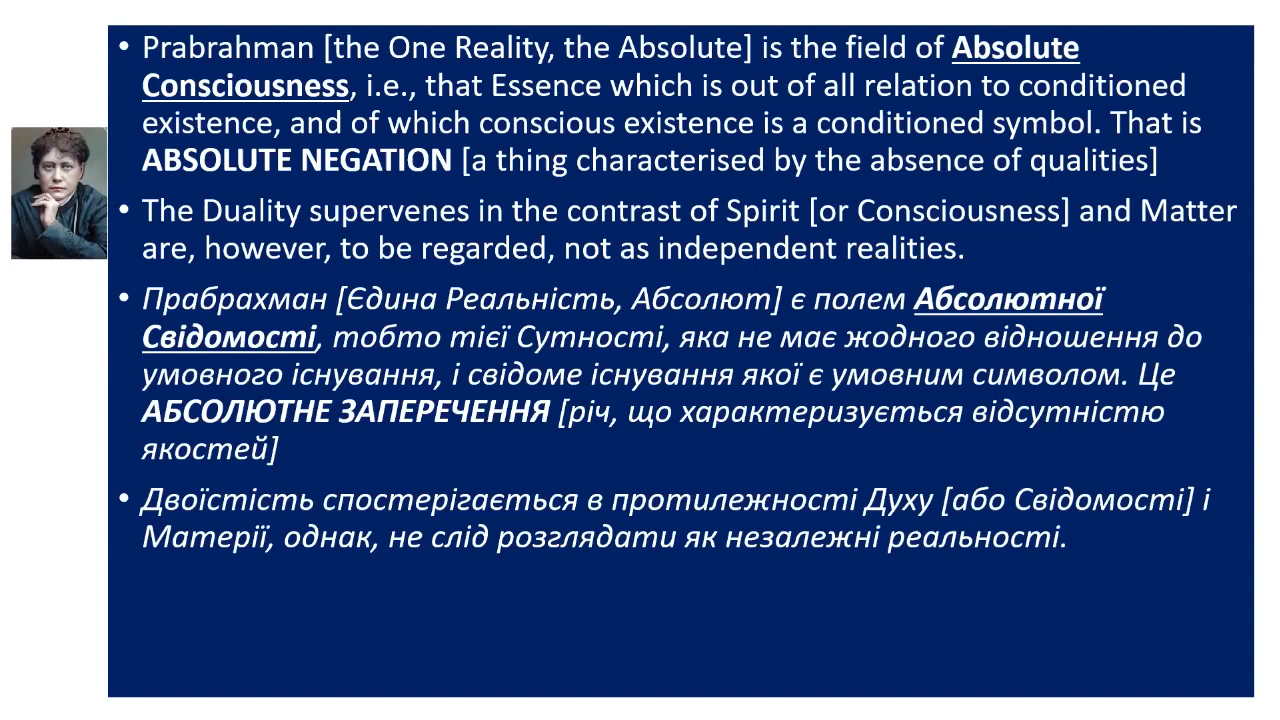 • Prabrahman [the One Reality, the Absolute] is the field of Absolute
Consciousness, i.e., that Essence which is out of all relation to conditioned
existence, and of which conscious existence is a conditioned symbol. That is
ABSOLUTE NEGATION [a thing characterised by the absence of qualities]
• The Duality supervenes in the contrast of Spirit [or Consciousness] and Matter
are, however, to be regarded, not as independent realities.
• Прабрахман [Єдина Реальність, Абсолют] є полем Абсолютної
Свідомості, тобто тієї Сутності, яка не має жодного відношення до
умовного існування, і свідоме існування якої є умовним символом. Це
АБСОЛЮТНЕ ЗАПЕРЕЧЕННЯ [річ, що характеризується відсутністю
якостей]
• Двоїстість спостерігається в протилежності Духу [або Свідомості] і
Матерії, однак, не слід розглядати як незалежні реальності.